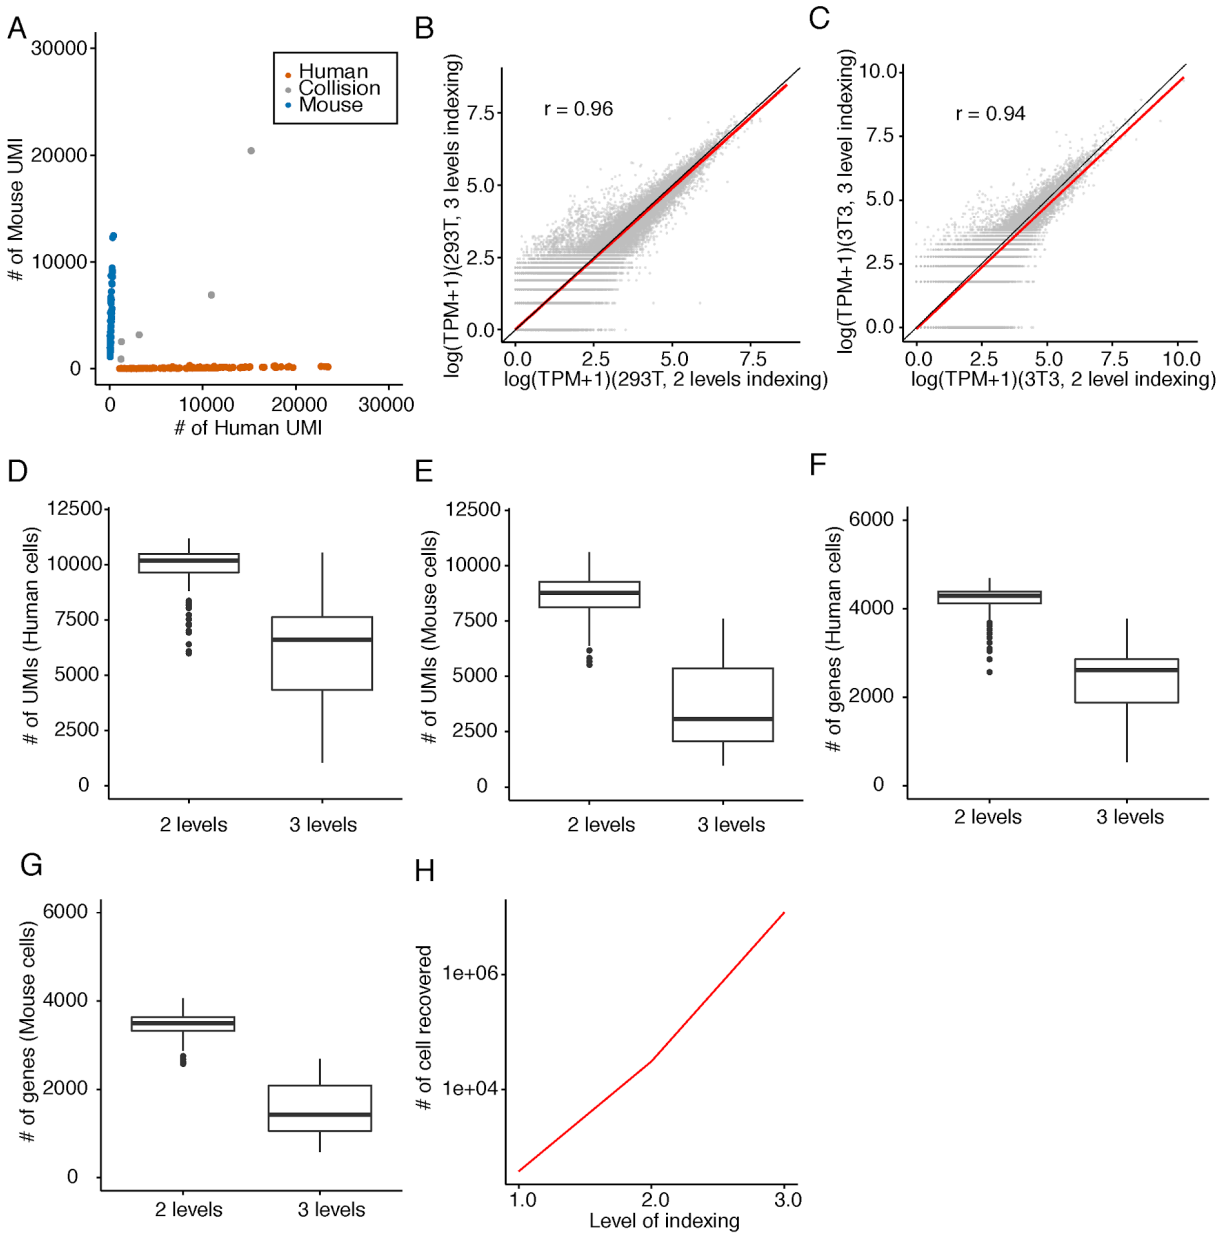 A
# of Mouse UMI
30000
20000
10000
0
Human
Collision
Mouse
0 10000 20000 30000
# of Human UMI
B
log(TPM+1)(293T, 3 levels indexing)
7.5
5.0
2.5
0.0
r = 0.96
0.0 2.5 5.0 7.5
log(TPM+1)(293T, 2 levels indexing)
C
log(TPM+1)(3T3, 3 level indexing)
10.0
7.5
5.0
2.5
0.0
r = 0.94
0.0 2.5 5.0 7.5 10.0
log(TPM+1)(3T3, 2 level indexing)
D
# of UMIs (Human cells)
12500
10000
7500
5000
2500
0
2 levels 3 levels
E
# of UMIs (Mouse cells)
12500
10000
7500
5000
2500
0
2 levels 3 levels
F
# of genes (Human cells)
6000
4000
2000
0
2 levels 3 levels
G
# of genes (Mouse cells)
6000
4000
2000
0
2 levels 3 levels
H
# of cell recovered
1e+06
1e+04
1.0 2.0 3.0
Level of indexing